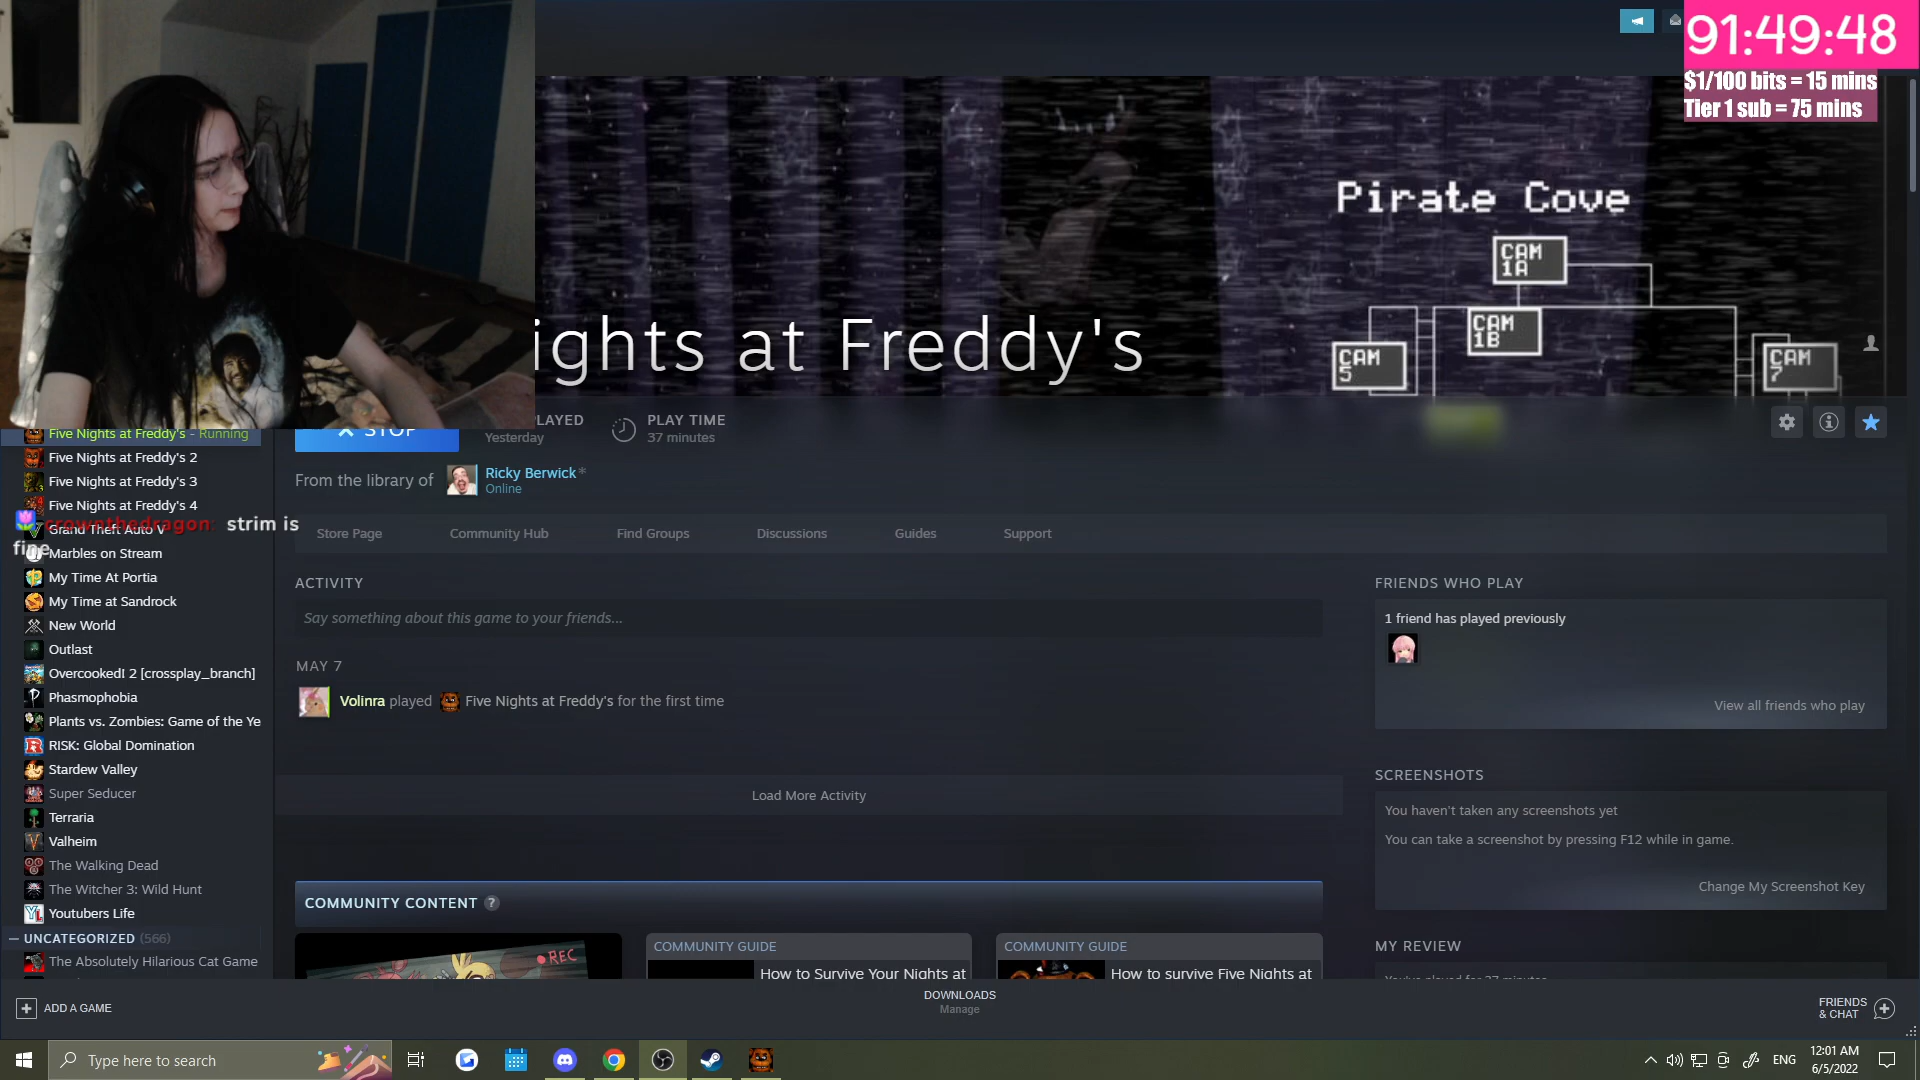 91:49:48
$1/100 bits = 15 mins
Tier 1 sub = 75 mins
Pirate Cove
CAM 1A
CAM 1B
CAM 5
CAM 7
ights at Freddy's
STOP
LAYED
Yesterday
PLAY TIME
37 minutes
From the library of
Ricky Berwick*
Online
Store Page
Community Hub
Find Groups
Discussions
Guides
Support
ACTIVITY
Say something about this game to your friends...
MAY 7
Volinra played Five Nights at Freddy's for the first time
Load More Activity
COMMUNITY CONTENT ?
REC
COMMUNITY GUIDE
How to Survive Your Nights at
COMMUNITY GUIDE
How to survive Five Nights at
FRIENDS WHO PLAY
1 friend has played previously
View all friends who play
SCREENSHOTS
You haven't taken any screenshots yet
You can take a screenshot by pressing F12 while in game.
Change My Screenshot Key
MY REVIEW
You've played for 37 minutes
Five Nights at Freddy's - Running
Five Nights at Freddy's 2
Five Nights at Freddy's 3
Five Nights at Freddy's 4
crownthedragon: strim is
fine
Grand Theft Auto V
Marbles on Stream
My Time At Portia
My Time at Sandrock
New World
Outlast
Overcooked! 2 [crossplay_branch]
Phasmophobia
Plants vs. Zombies: Game of the Ye
RISK: Global Domination
Stardew Valley
Super Seducer
Terraria
Valheim
The Walking Dead
The Witcher 3: Wild Hunt
Youtubers Life
UNCATEGORIZED (566)
The Absolutely Hilarious Cat Game
ADD A GAME
DOWNLOADS
Manage
FRIENDS
& CHAT
Type here to search
ENG
12:01 AM
6/5/2022